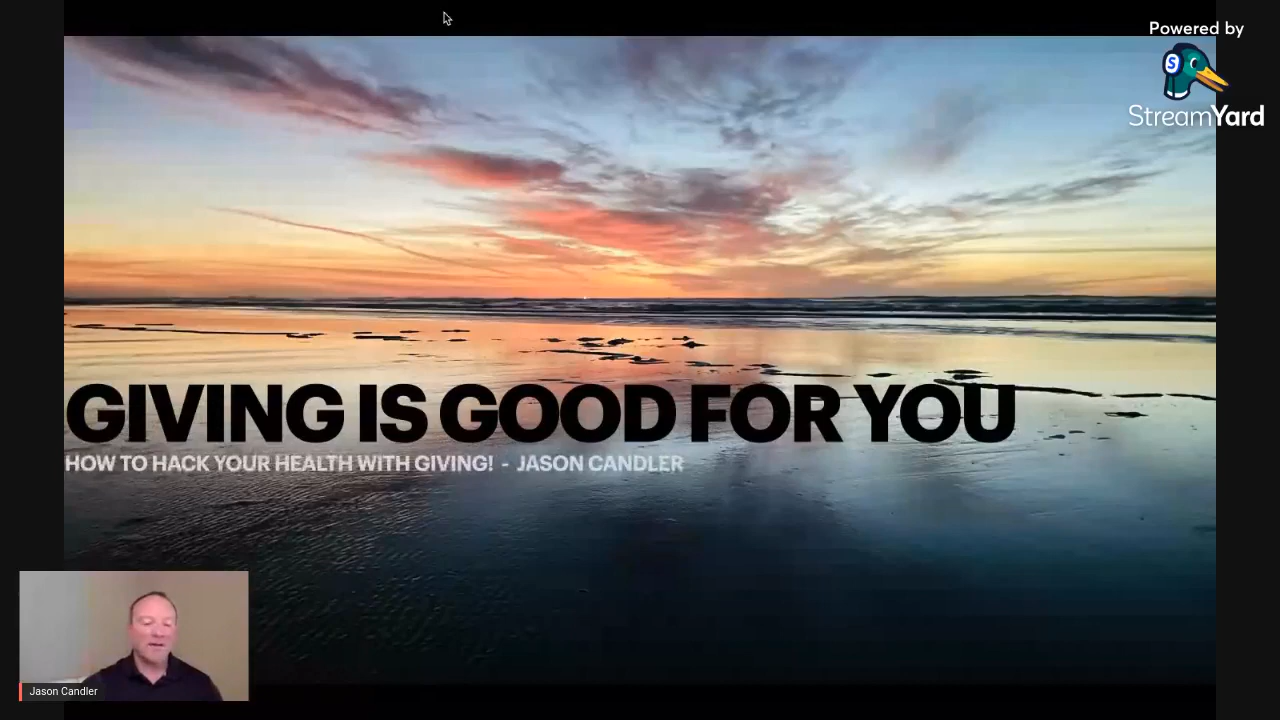 Powered by
S
StreamYard
GIVING IS GOOD FOR YOU
HOW TO HACK YOUR HEALTH WITH GIVING! - JASON CANDLER
Jason Candler